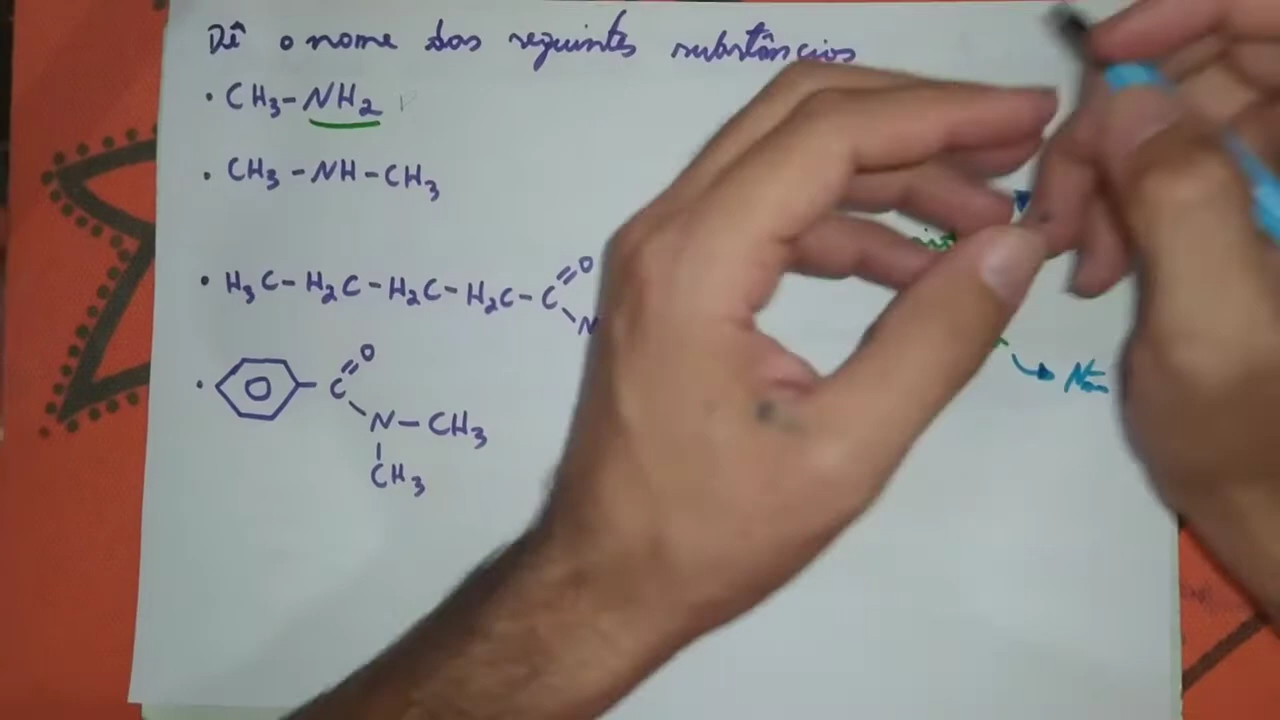 Dê o nome das seguintes substâncias
• CH3-NH2
• CH3-NH-CH3
• H3C-H2C-H2C-H2C-C
O
N
C
O
N-CH3
CH3